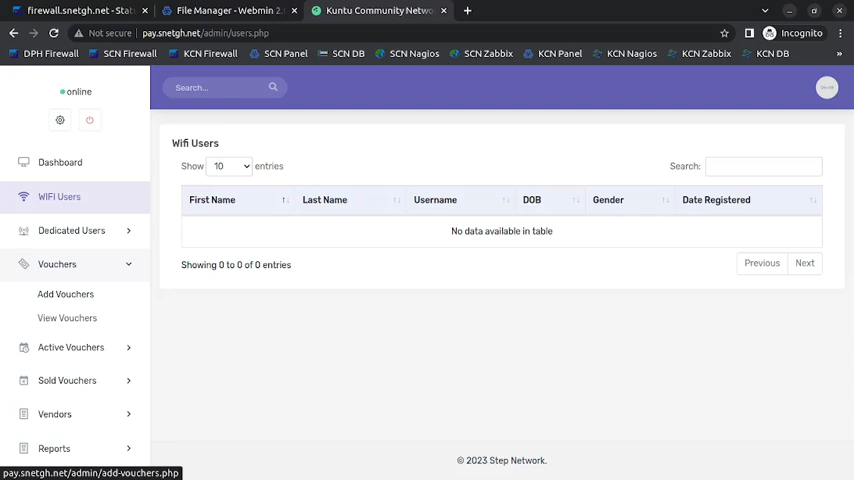 firewall.snetgh.net - Stat
File Manager - Webmin 2.
Kuntu Community Netwo
Not secure
pay.snetgh.net/admin/users.php
Incognito
DPH Firewall
SCN Firewall
KCN Firewall
SCN Panel
SCN DB
SCN Nagios
SCN Zabbix
KCN Panel
KCN Nagios
KCN Zabbix
KCN DB
»
online
Search...
Dashboard
WIFI Users
Dedicated Users
Vouchers
Add Vouchers
View Vouchers
Active Vouchers
Sold Vouchers
Vendors
Reports
Wifi Users
Show 10 entries
Search:
First Name Last Name Username DOB Gender Date Registered
No data available in table
Showing 0 to 0 of 0 entries
Previous Next
© 2023 Step Network.
pay.snetgh.net/admin/add-vouchers.php